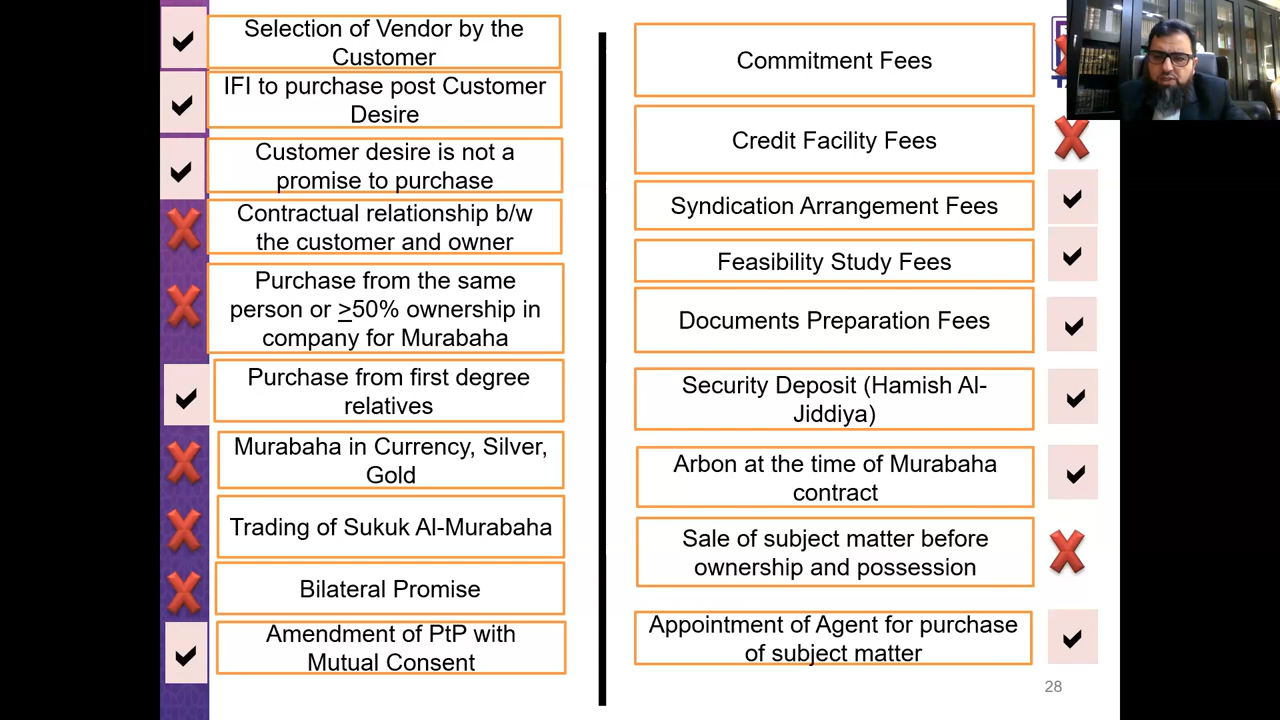 Selection of Vendor by the
Customer
IFI to purchase post Customer
Desire
Customer desire is not a
promise to purchase
Contractual relationship b/w
the customer and owner
Purchase from the same
person or >50% ownership in
company for Murabaha
Purchase from first degree
relatives
Murabaha in Currency, Silver,
Gold
Trading of Sukuk Al-Murabaha
Bilateral Promise
Amendment of PtP with
Mutual Consent
Commitment Fees
Credit Facility Fees
Syndication Arrangement Fees
Feasibility Study Fees
Documents Preparation Fees
Security Deposit (Hamish Al-
Jiddiya)
Arbon at the time of Murabaha
contract
Sale of subject matter before
ownership and possession
Appointment of Agent for purchase
of subject matter
28